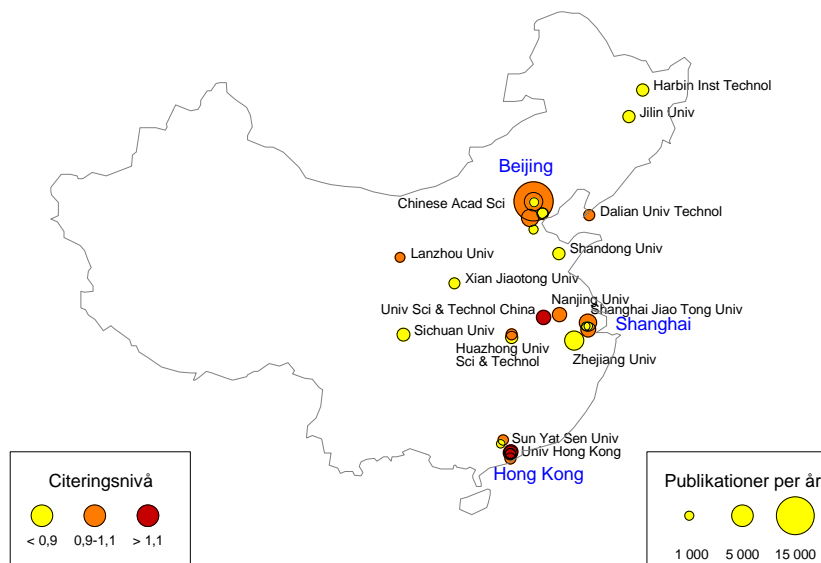 Harbin Inst Technol
Jilin Univ
Beijing
Chinese Acad Sci
Dalian Univ Technol
Shandong Univ
Lanzhou Univ
Xian Jiaotong Univ
Nanjing Univ
Univ Sci & Technol China
Shanghai Jiao Tong Univ
Shanghai
Sichuan Univ
Huazhong Univ
Sci & Technol
Zhejiang Univ
Sun Yat Sen Univ
Univ Hong Kong
Hong Kong
Citeringsnivå
< 0,9 0,9-1,1 > 1,1
Publikationer per år
1 000 5 000 15 000